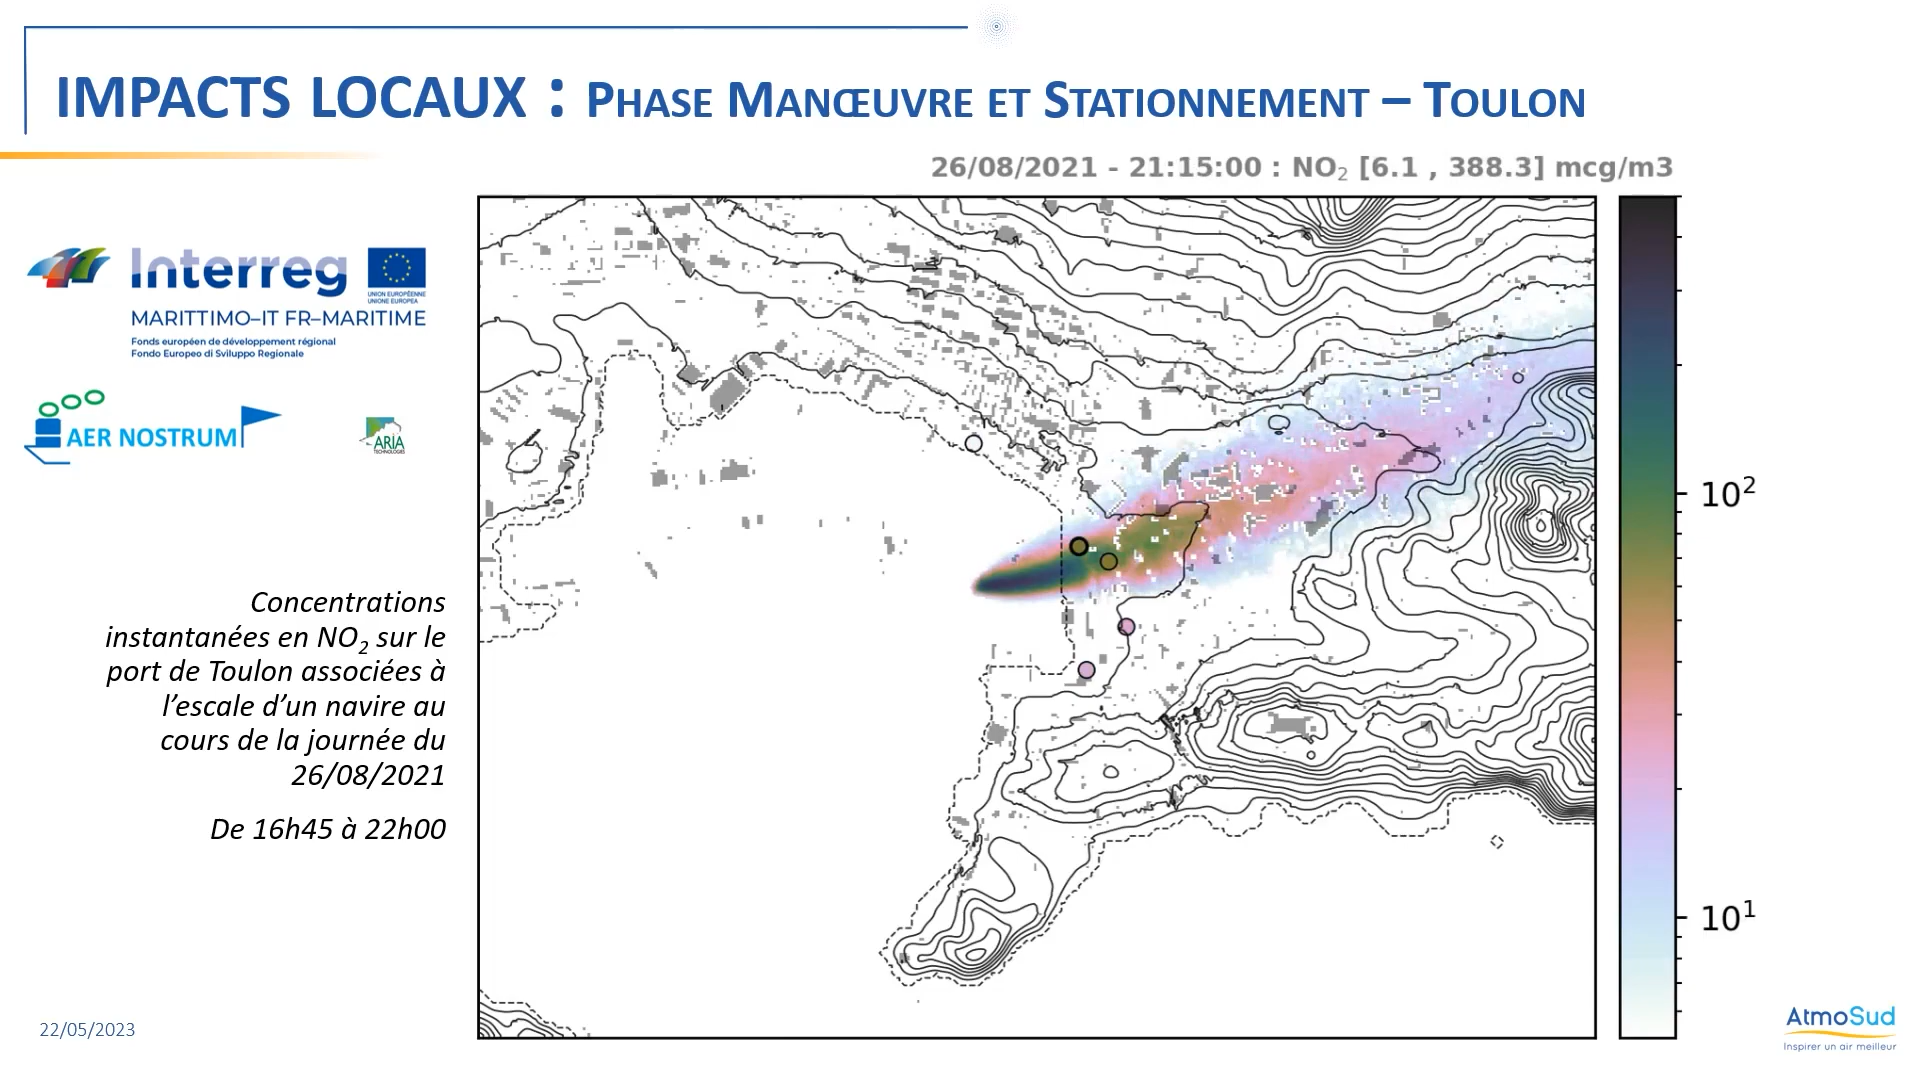 IMPACTS LOCAUX : PHASE MANŒUVRE ET STATIONNEMENT – TOULON
26/08/2021 - 21:15:00 : NO₂ [6.1 , 388.3] mcg/m3
Interreg
UNION EUROPÉENNE
UNIONE EUROPEA
MARITTIMO–IT FR–MARITIME
Fonds européen de développement régional
Fondo Europeo di Sviluppo Regionale
AER NOSTRUM
ARIA
TECHNOLOGIES
Concentrations
instantanées en NO₂ sur le
port de Toulon associées à
l’escale d’un navire au
cours de la journée du
26/08/2021
De 16h45 à 22h00
10²
10¹
22/05/2023
AtmoSud
Inspirer un air meilleur